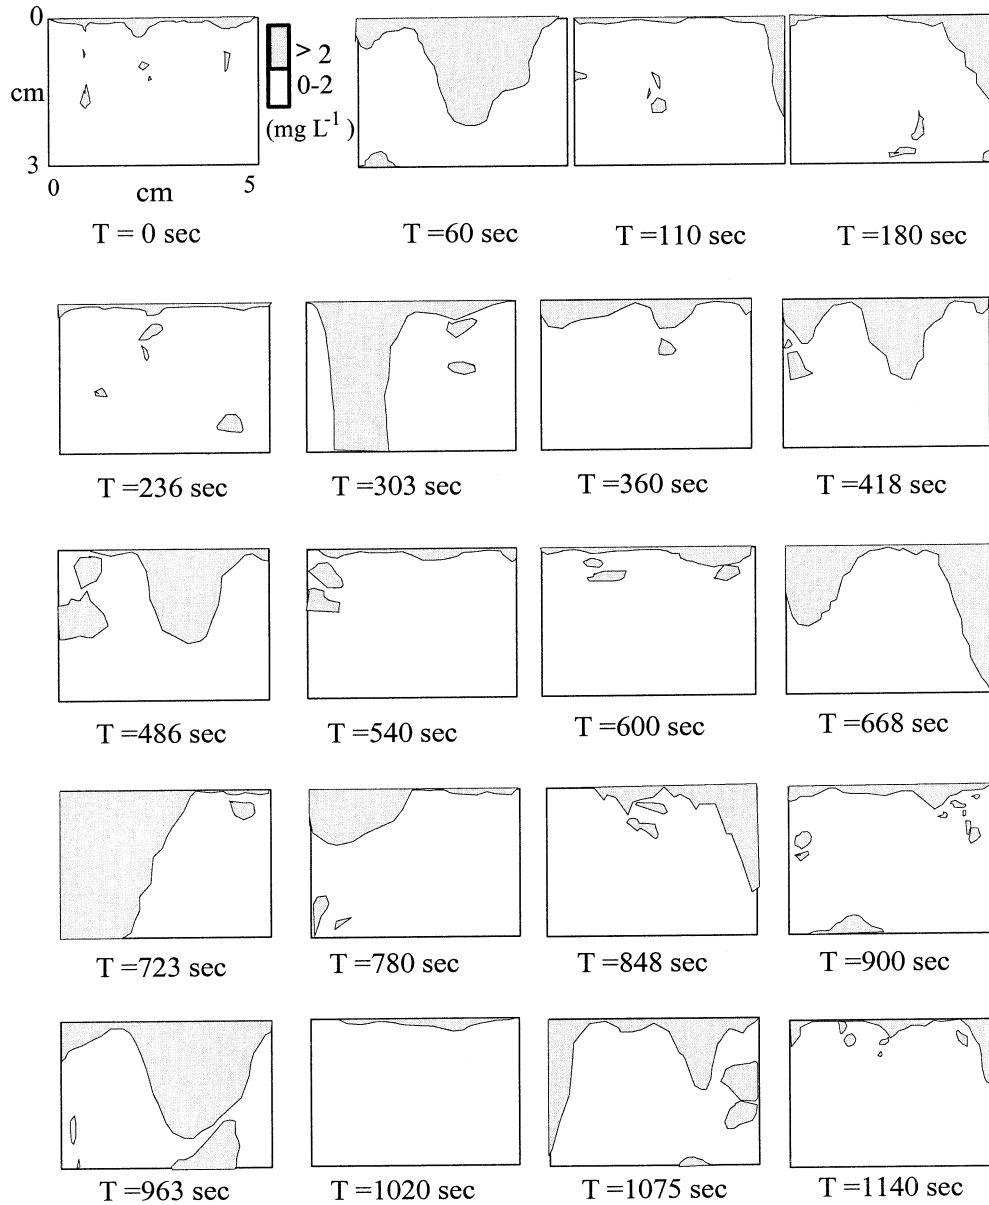 0
cm
3
0
5
cm
> 2
0-2
(mg L-1)
T = 0 sec
T =60 sec
T =110 sec
T =180 sec
T =236 sec
T =303 sec
T =360 sec
T =418 sec
T =486 sec
T =540 sec
T =600 sec
T =668 sec
T =723 sec
T =780 sec
T =848 sec
T =900 sec
T =963 sec
T =1020 sec
T =1075 sec
T =1140 sec